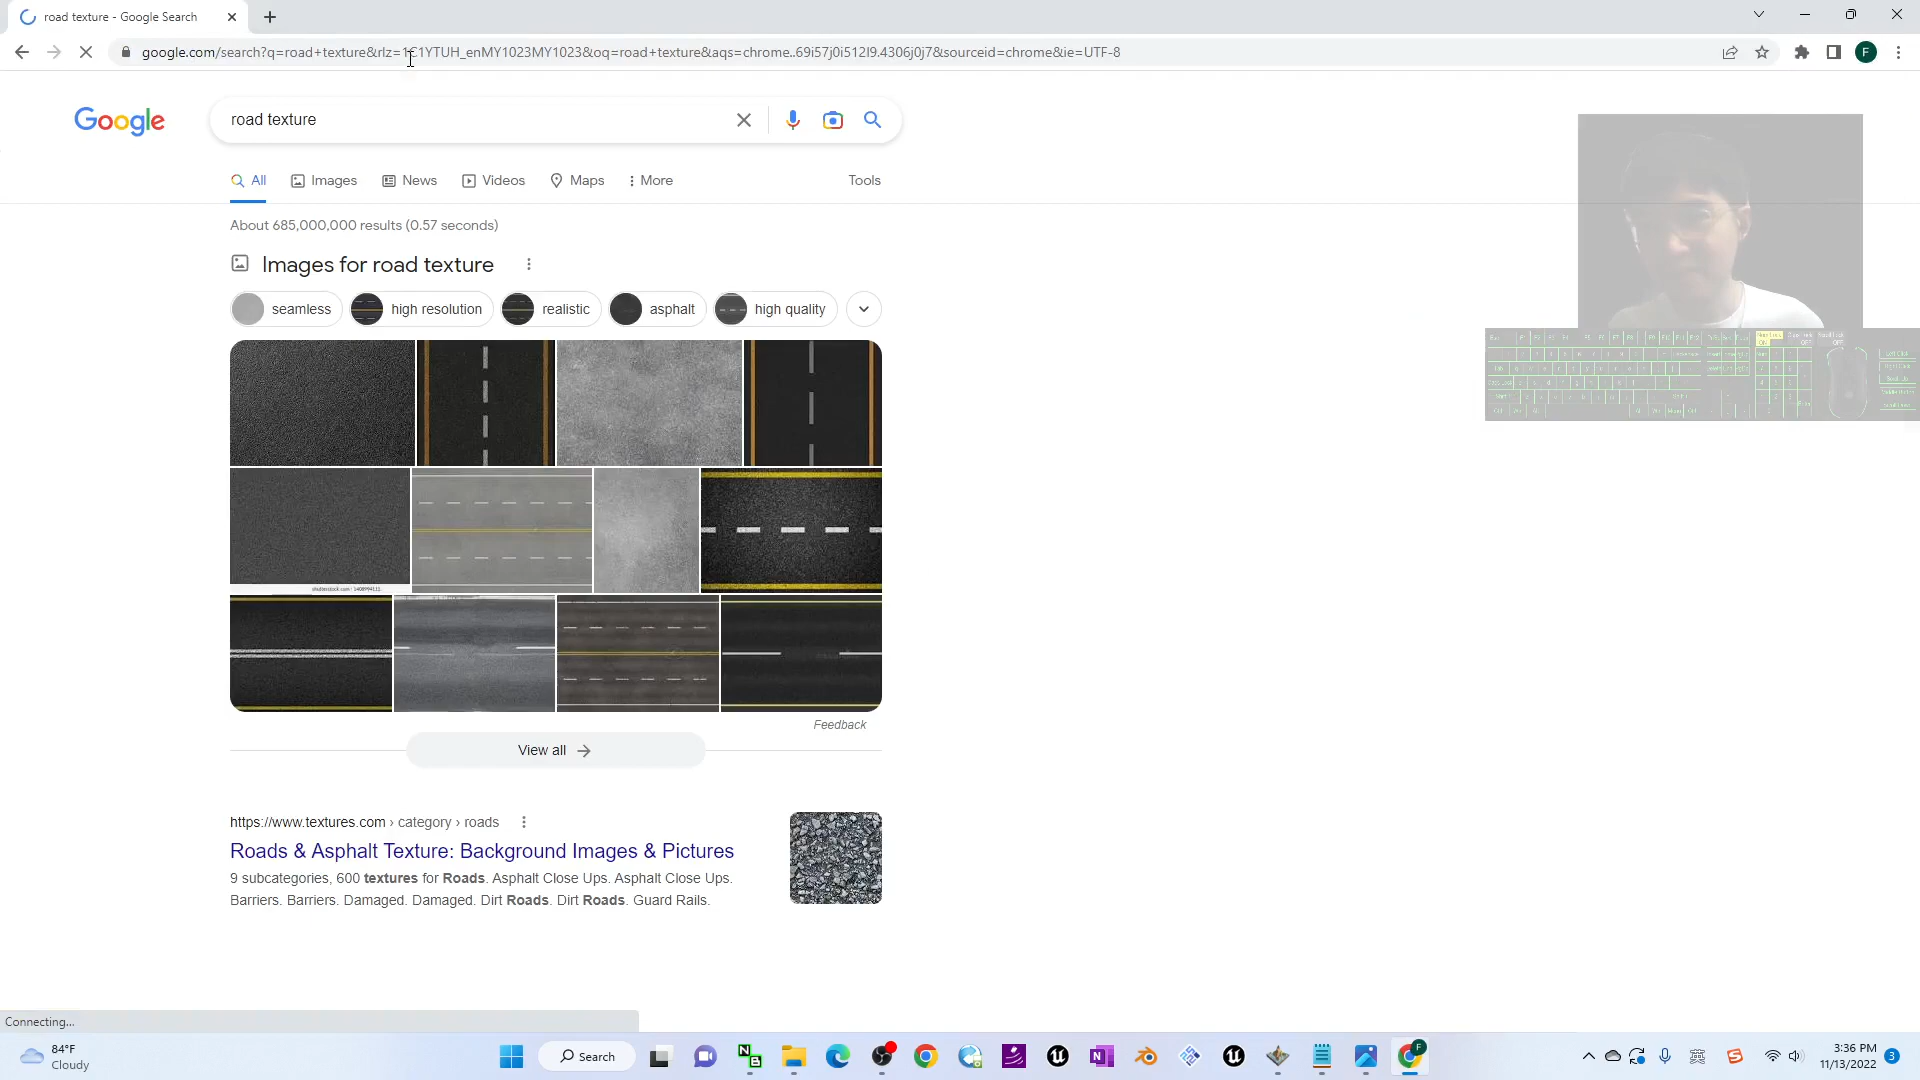 road texture - Google Search
google.com/search?q=road+texture&rlz=1C1YTUH_enMY1023MY1023&oq=road+texture&aqs=chrome..69i57j0i512l9.4306j0j7&sourceid=chrome&ie=UTF-8
F
Google
road texture
All
Images
News
Videos
Maps
More
Tools
About 685,000,000 results (0.57 seconds)
Images for road texture
seamless
high resolution
realistic
asphalt
high quality
Feedback
View all
https://www.textures.com › category › roads
Roads & Asphalt Texture: Background Images & Pictures
9 subcategories, 600 textures for Roads. Asphalt Close Ups. Asphalt Close Ups.
Barriers. Barriers. Damaged. Damaged. Dirt Roads. Dirt Roads. Guard Rails.
Connecting...
84°F
Cloudy
Search
F
英
3:36 PM
11/13/2022
3